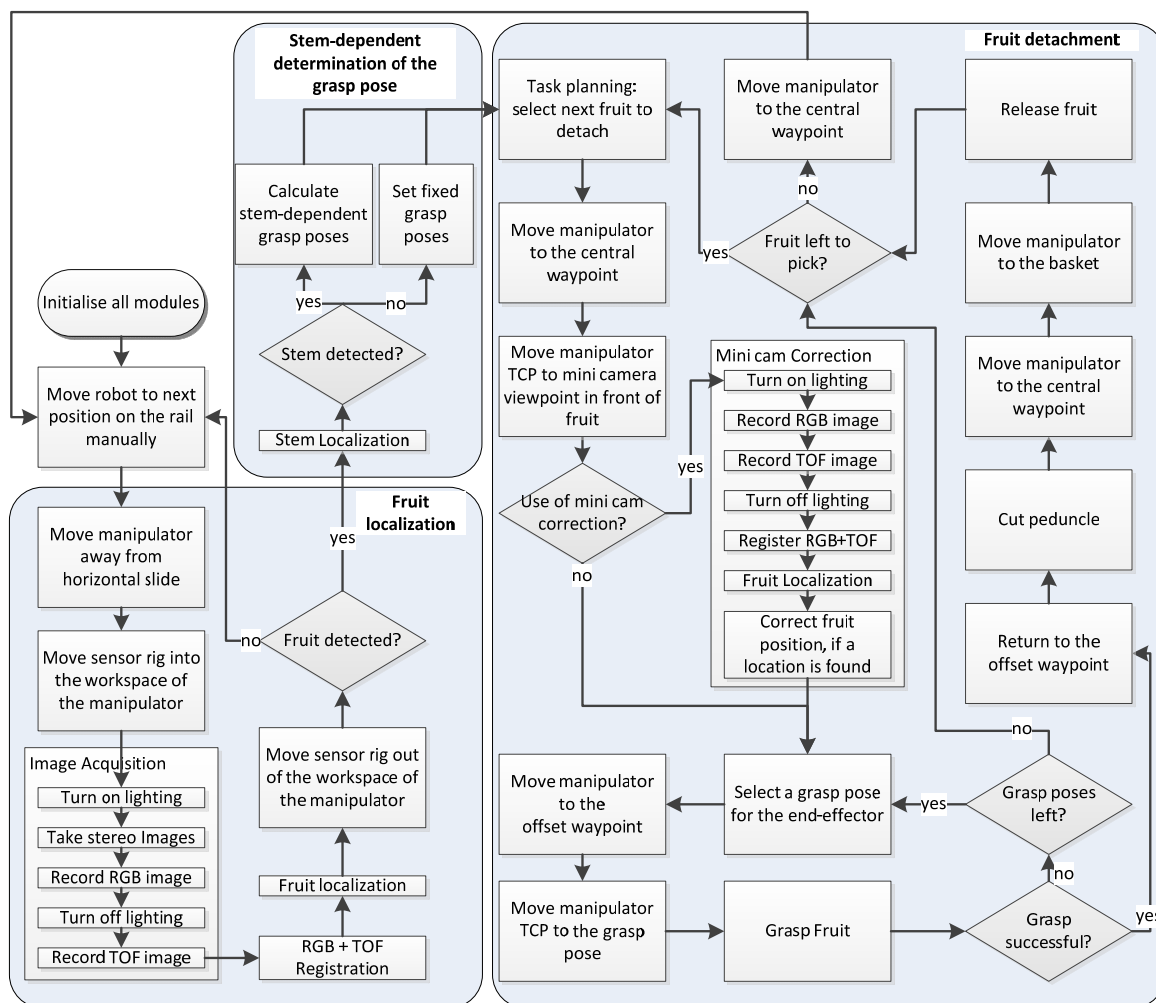 Initialise all modules
Move robot to next
position on the rail
manually
Fruit
localization
Move manipulator
away from
horizontal slide
Move sensor rig into
the workspace of
the manipulator
Image Acquisition
Turn on lighting
Take stereo Images
Record RGB image
Turn off lighting
Record TOF image
RGB + TOF
Registration
Fruit localization
Move sensor rig out
of the workspace of
the manipulator
Fruit detected?
no
yes
Stem-dependent
determination of the
grasp pose
Stem Localization
Stem detected?
yes
no
Calculate
stem-dependent
grasp poses
Set fixed
grasp
poses
Fruit detachment
Task planning:
select next fruit to
detach
Move manipulator
to the central
waypoint
Move manipulator
TCP to mini camera
viewpoint in front of
fruit
Use of mini cam
correction?
yes
no
Mini cam Correction
Turn on lighting
Record RGB image
Record TOF image
Turn off lighting
Register RGB+TOF
Fruit Localization
Correct fruit
position, if a
location is found
Select a grasp pose
for the end-effector
Move manipulator
to the
offset waypoint
Move manipulator
TCP to the grasp
pose
Grasp Fruit
Grasp
successful?
no
yes
Grasp poses
left?
yes
no
Return to the
offset waypoint
Cut peduncle
Move manipulator
to the central
waypoint
Move manipulator
to the basket
Release fruit
Fruit left to
pick?
yes
no
Move manipulator
to the central
waypoint